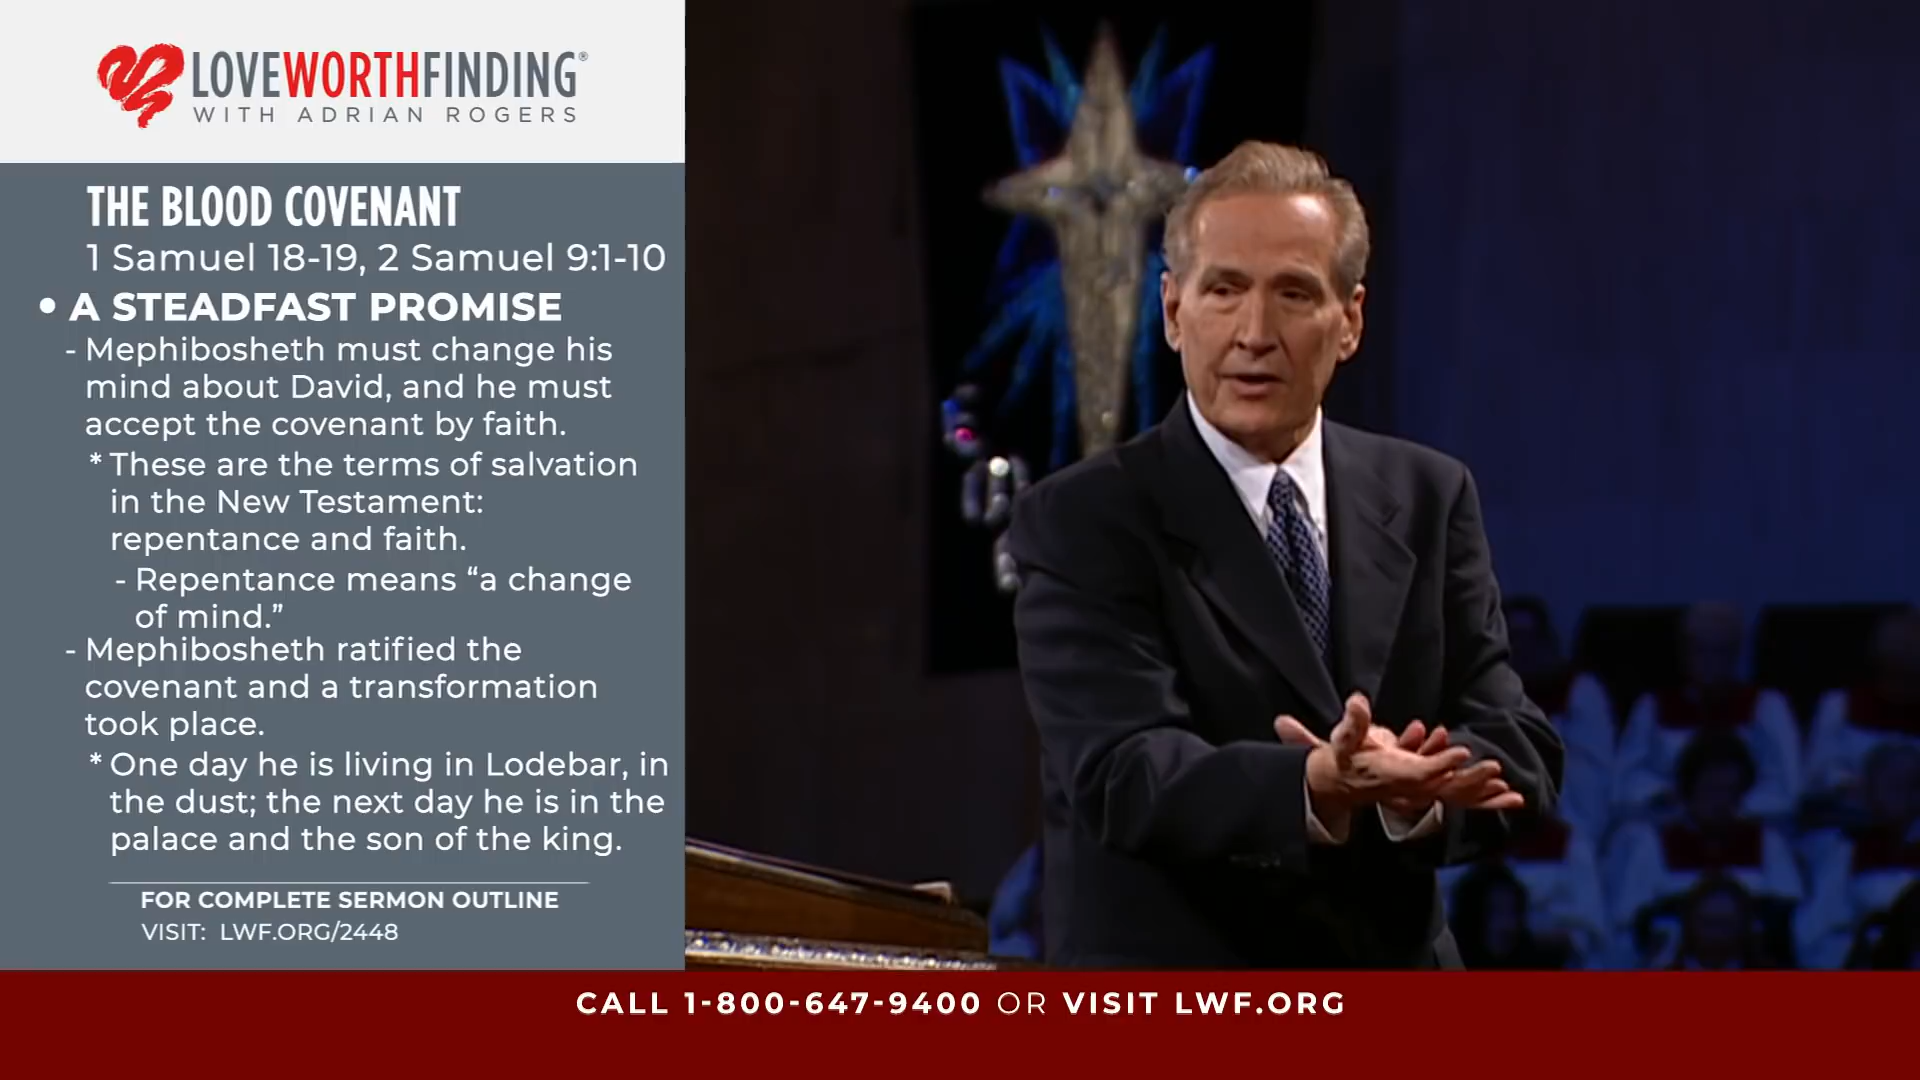 LOVEWORTHFINDING®
WITH ADRIAN ROGERS
THE BLOOD COVENANT
1 Samuel 18-19, 2 Samuel 9:1-10
• A STEADFAST PROMISE
- Mephibosheth must change his
mind about David, and he must
accept the covenant by faith.
* These are the terms of salvation
in the New Testament:
repentance and faith.
- Repentance means “a change
of mind.”
- Mephibosheth ratified the
covenant and a transformation
took place.
* One day he is living in Lodebar, in
the dust; the next day he is in the
palace and the son of the king.
FOR COMPLETE SERMON OUTLINE
VISIT: LWF.ORG/2448
CALL 1-800-647-9400 OR VISIT LWF.ORG